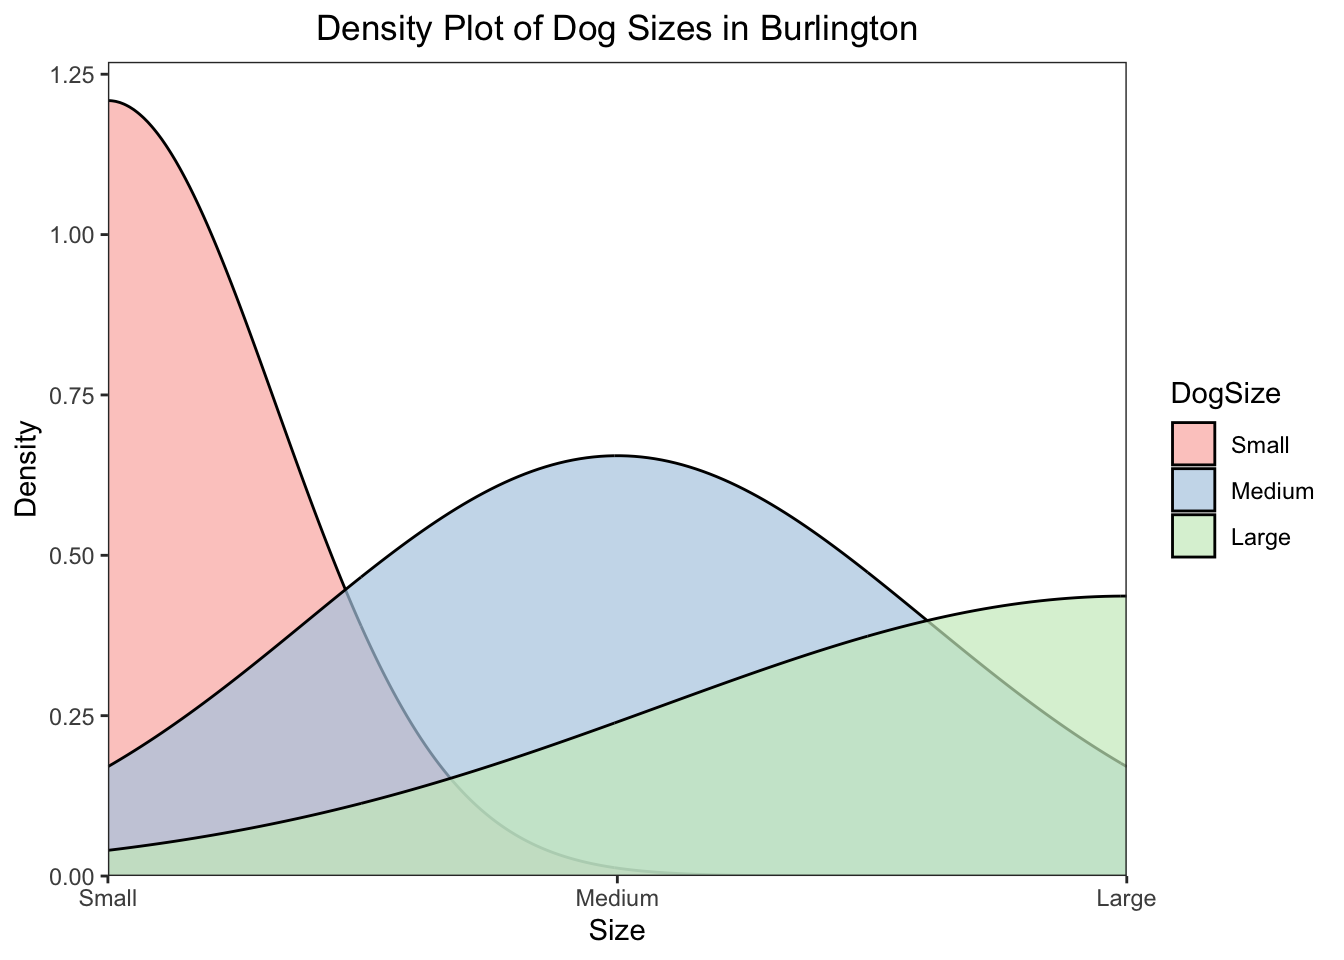 Density Plot of Dog Sizes in Burlington
1.25
1.00
0.75
0.50
0.25
0.00
Density
Small
Medium
Large
Size
DogSize
Small
Medium
Large